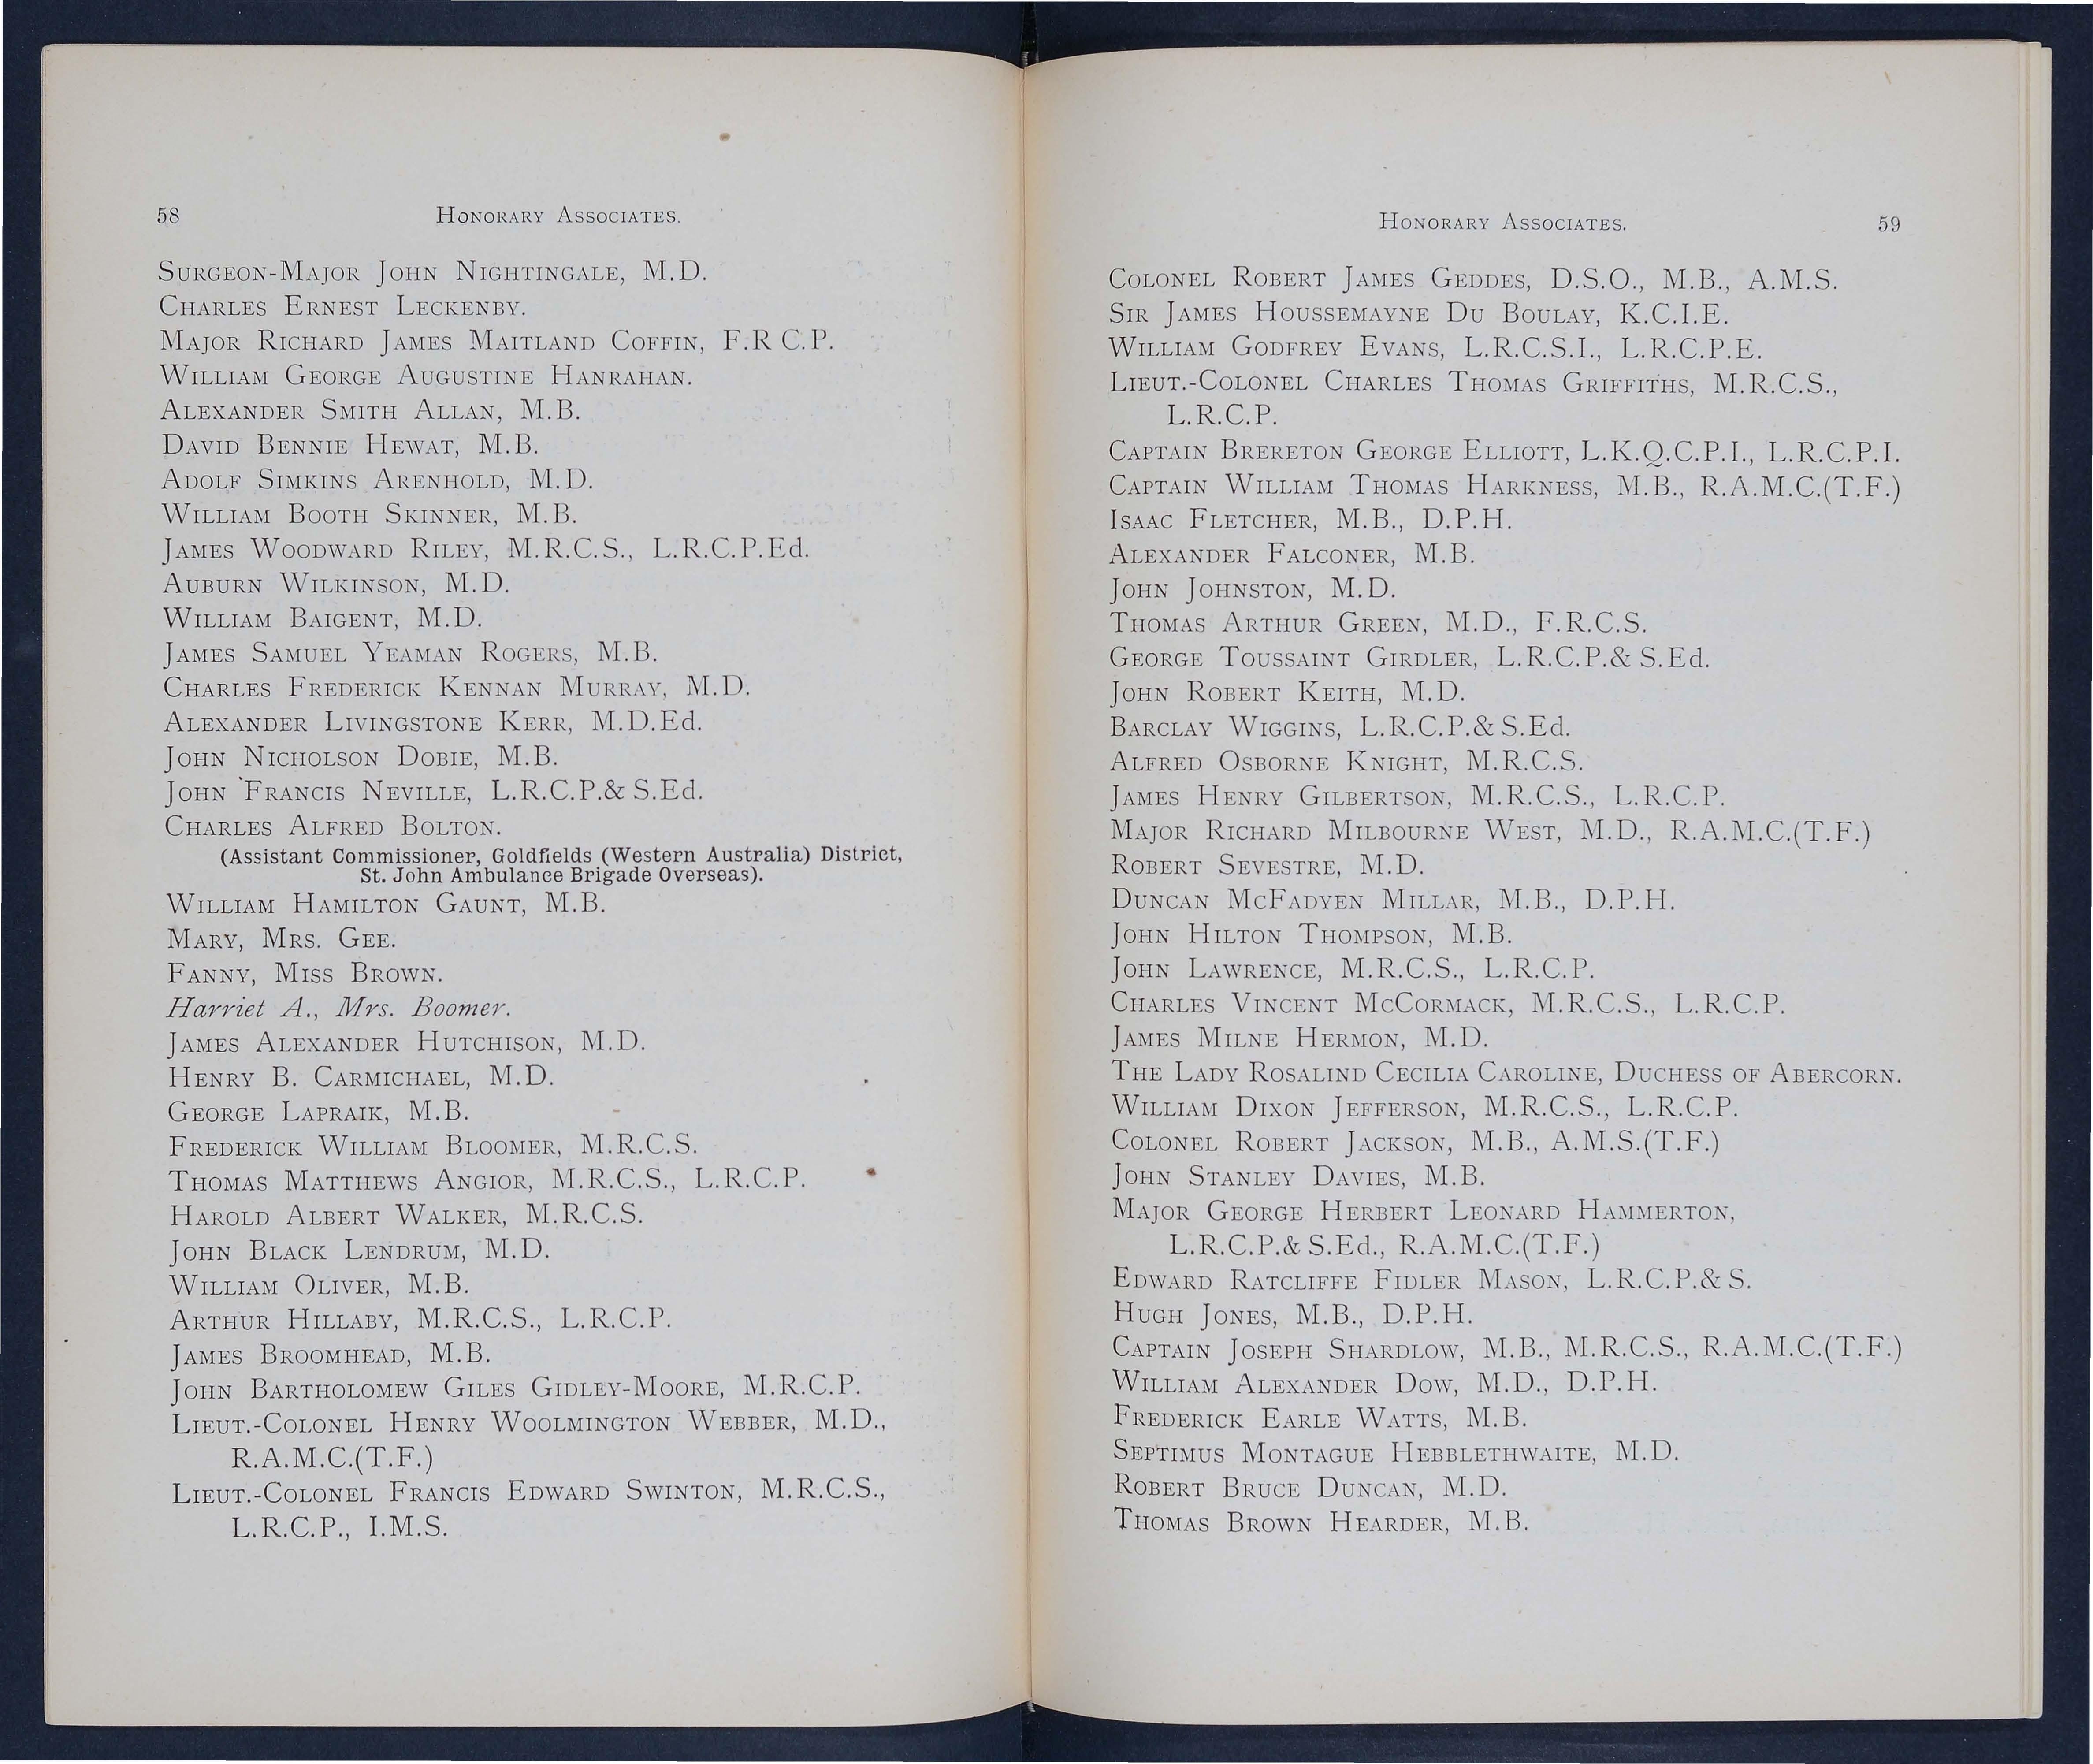 58 HONORARY ASSOCIATES.
SURGEON-MAJOR JOHN NIGHTINGALE, M.D.
CHARLES ERNEST LECKENBY.
MAJOR RICHARD JAMES MAITLAND COFFIN, F.R C.P.
WILLIAM GEORGE AUGUSTINE HANRAHAN.
ALEXANDER SMITH ALLAN, M.B.
DAVID BENNIE HEWAT, M.B.
ADOLF SIMKINS ARENHOLD, M.D.
WILLIAM BOOTH SKINNER, M.B.
JAMES WOODWARD RILEY, M.R.C.S., L.R.C.P.Ed.
AUBURN WILKINSON, M.D.
WILLIAM BAIGENT, M.D.
JAMES SAMUEL YEAMAN ROGERS, M.B.
CHARLES FREDERICK KENNAN MURRAY, M.D.
ALEXANDER LIVINGSTONE KERR, M.D.Ed.
JOHN NICHOLSON DOBIE, M.B.
JOHN FRANCIS NEVILLE, L.R.C.P.& S.Ed.
CHARLES ALFRED BOLTON.
(Assistant Commissioner, Goldfields (Western Australia) District,
St. John Ambulance Brigade Overseas).
WILLIAM HAMILTON GAUNT, M.B.
MARY, MRS. GEE.
FANNY, MISS BROWN.
Harriet A., Mrs. Boomer.
JAMES ALEXANDER HUTCHISON, M.D.
HENRY B. CARMICHAEL, M.D.
GEORGE LAPRAIK, M.B.
FREDERICK WILLIAM BLOOMER, M.R.C.S.
THOMAS MATTHEWS ANGIOR, M.R.C.S., L.R.C.P.
HAROLD ALBERT WALKER, M.R.C.S.
JOHN BLACK LENDRUM, M.D.
WILLIAM OLIVER, M.B.
ARTHUR HILLABY, M.R.C.S., L.R.C.P.
JAMES BROOMHEAD, M.B.
JOHN BARTHOLOMEW GILES GIDLEY-MOORE, M.R.C.P.
LIEUT.-COLONEL HENRY WOOLMINGTON WEBBER, M.D.,
R.A.M.C.(T.F.)
LIEUT.-COLONEL FRANCIS EDWARD SWINTON, M.R.C.S.,
L.R.C.P., I.M.S.
HONORARY ASSOCIATES. 59
COLONEL ROBERT JAMES GEDDES, D.S.O., M.B., A.M.S.
SIR JAMES HOUSSEMAYNE DU BOULAY, K.C.I.E.
WILLIAM GODFREY EVANS, L.R.C.S.I., L.R.C.P.E.
LIEUT.-COLONEL CHARLES THOMAS GRIFFITHS, M.R.C.S.,
L.R.C.P.
CAPTAIN BRERETON GEORGE ELLIOTT, L.K.Q.C.P.I., L.R.C.P.I.
CAPTAIN WILLIAM THOMAS HARKNESS, M.B., R.A.M.C.(T.F.)
ISAAC FLETCHER, M.B., D.P.H.
ALEXANDER FALCONER, M.B.
JOHN JOHNSTON, M.D.
THOMAS ARTHUR GREEN, M.D., F.R.C.S.
GEORGE TOUSSAINT GIRDLER, L.R.C.P.& S.Ed.
JOHN ROBERT KEITH, M.D.
BARCLAY WIGGINS, L.R.C.P.& S.Ed.
ALFRED OSBORNE KNIGHT, M.R.C.S.
JAMES HENRY GILBERTSON, M.R.C.S., L.R.C.P.
MAJOR RICHARD MILBOURNE WEST, M.D., R.A.M.C.(T.F.)
ROBERT SEVESTRE, M.D.
DUNCAN MCFADYEN MILLAR, M.B., D.P.H.
JOHN HILTON THOMPSON, M.B.
JOHN LAWRENCE, M.R.C.S., L.R.C.P.
CHARLES VINCENT MCCORMACK, M.R.C.S., L.R.C.P.
JAMES MILNE HERMON, M.D.
THE LADY ROSALIND CECILIA CAROLINE, DUCHESS OF ABERCORN.
WILLIAM DIXON JEFFERSON, M.R.C.S., L.R.C.P.
COLONEL ROBERT JACKSON, M.B., A.M.S.(T.F.)
JOHN STANLEY DAVIES, M.B.
MAJOR GEORGE HERBERT LEONARD HAMMERTON,
L.R.C.P.& S.Ed., R.A.M.C.(T.F.)
EDWARD RATCLIFFE FIDLER MASON, L.R.C.P.& S.
HUGH JONES, M.B., D.P.H.
CAPTAIN JOSEPH SHARDLOW, M.B., M.R.C.S., R.A.M.C.(T.F.)
WILLIAM ALEXANDER DOW, M.D., D.P.H.
FREDERICK EARLE WATTS, M.B.
SEPTIMUS MONTAGUE HEBBLETHWAITE, M.D.
ROBERT BRUCE DUNCAN, M.D.
THOMAS BROWN HEARDER, M.B.